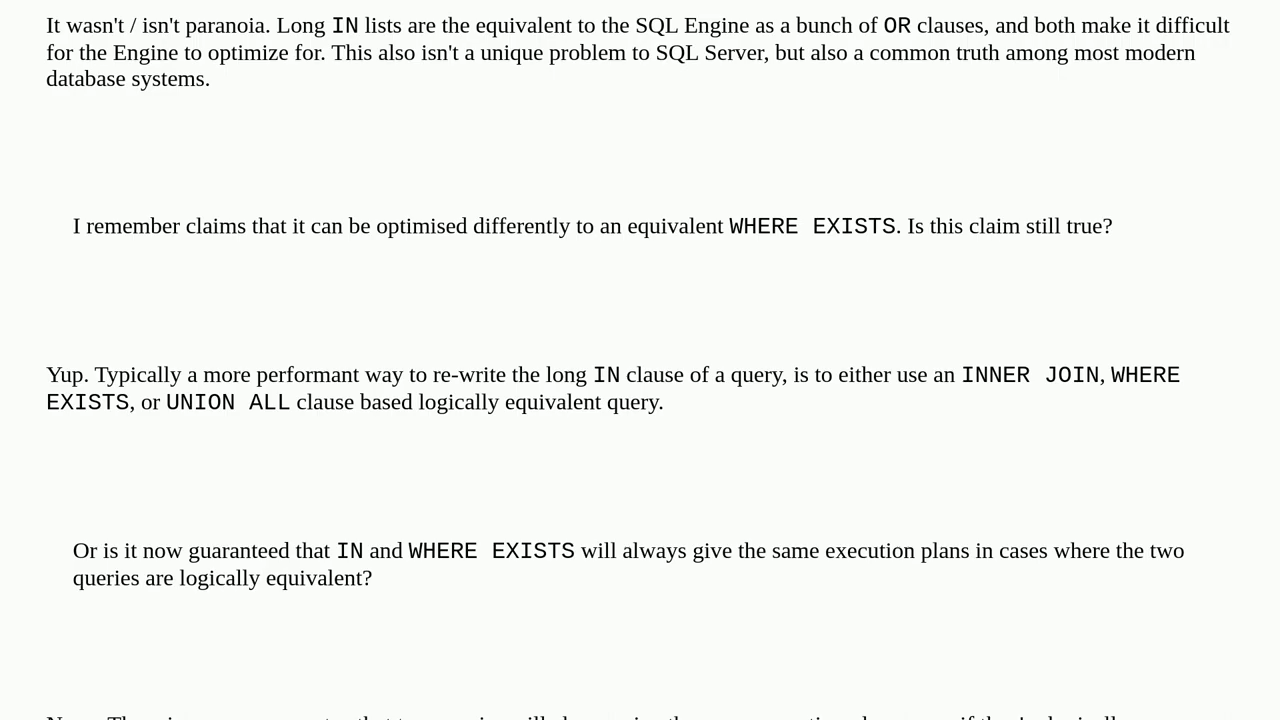 It wasn't / isn't paranoia. Long IN lists are the equivalent to the SQL Engine as a bunch of OR clauses, and both make it difficult
for the Engine to optimize for. This also isn't a unique problem to SQL Server, but also a common truth among most modern
database systems.
I remember claims that it can be optimised differently to an equivalent WHERE EXISTS. Is this claim still true?
Yup. Typically a more performant way to re-write the long IN clause of a query, is to either use an INNER JOIN, WHERE
EXISTS, or UNION ALL clause based logically equivalent query.
Or is it now guaranteed that IN and WHERE EXISTS will always give the same execution plans in cases where the two
queries are logically equivalent?